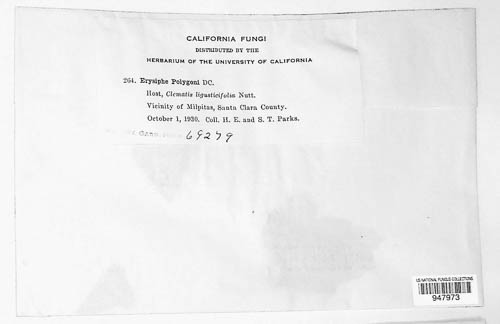 CALIFORNIA FUNGI
DISTRIBUTED BY THE
HERBARIUM OF THE UNIVERSITY OF CALIFORNIA
264. Erysiphe Polygoni DC.
Host, Clematis ligusticifolia Nutt.
Vicinity of Milpitas, Santa Clara County.
October 1, 1930. Coll. H. E. and S. T. Parks.
69279
US NATIONAL FUNGUS COLLECTIONS
947973